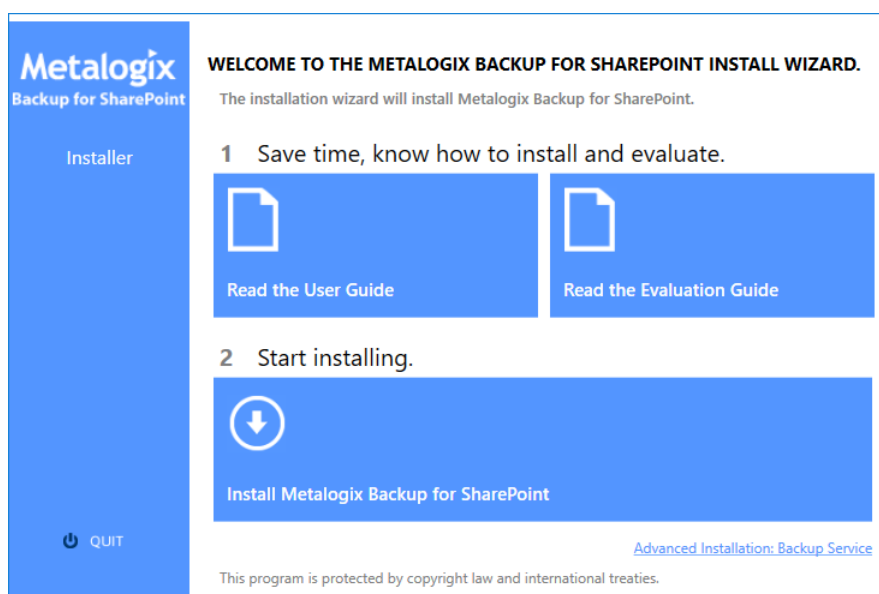 Metalogix
Backup for SharePoint
Installer
QUIT
WELCOME TO THE METALOGIX BACKUP FOR SHAREPOINT INSTALL WIZARD.
The installation wizard will install Metalogix Backup for SharePoint.
1 Save time, know how to install and evaluate.
Read the User Guide
Read the Evaluation Guide
2 Start installing.
Install Metalogix Backup for SharePoint
Advanced Installation: Backup Service
This program is protected by copyright law and international treaties.